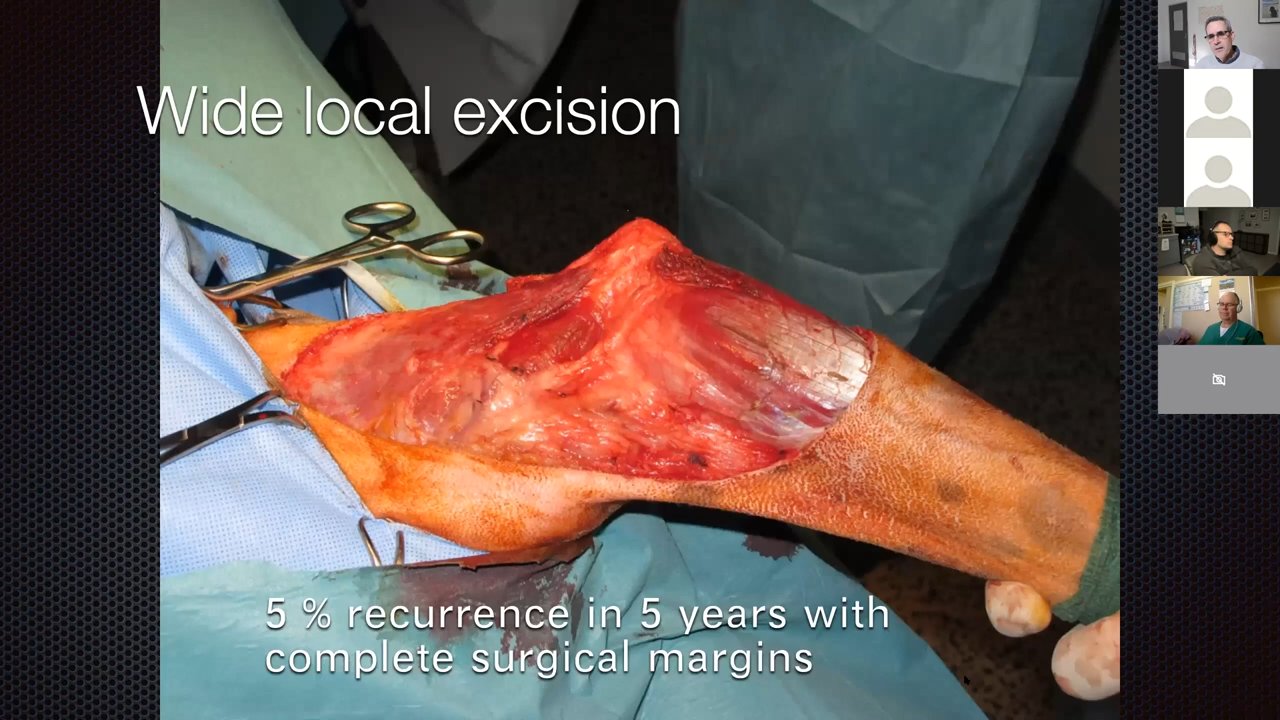 Wide local excision
5 % recurrence in 5 years with
complete surgical margins